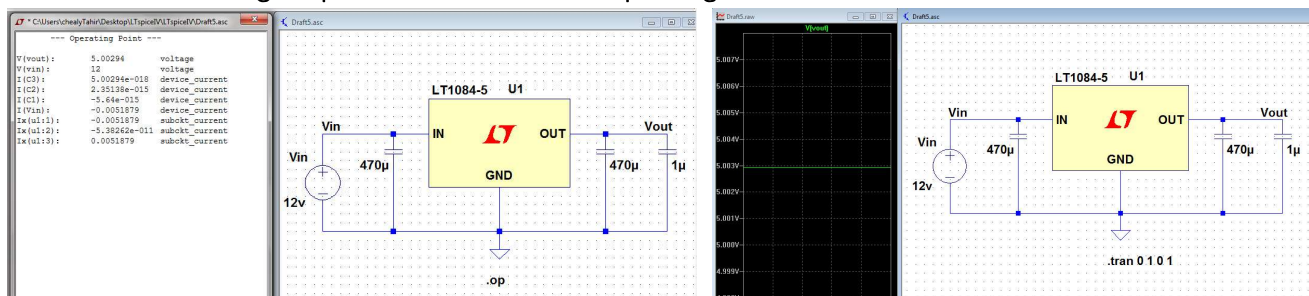 * C:\Users\chealyTahir\Desktop\LTspiceIV\LTspiceIV\Draft5.asc
--- Operating Point ---
V(vout): 5.00294 voltage
V(vin): 12 voltage
I(C3): 5.00294e-018 device_current
I(C2): 2.35138e-015 device_current
I(C1): -5.64e-015 device_current
I(Vin): -0.0051879 device_current
Ix(u1:1): -0.0051879 subckt_current
Ix(u1:2): -5.38262e-011 subckt_current
Ix(u1:3): 0.0051879 subckt_current
Draft5.asc
LT1084-5 U1
Vin
IN
OUT
Vout
Vin
470µ
470µ
1µ
GND
12v
.op
Draft5.raw
V(vout)
5.007V
5.006V
5.005V
5.004V
5.003V
5.002V
5.001V
5.000V
4.999V
Draft5.asc
LT1084-5 U1
Vin
IN
OUT
Vout
Vin
470µ
470µ
1µ
GND
12v
.tran 0 1 0 1